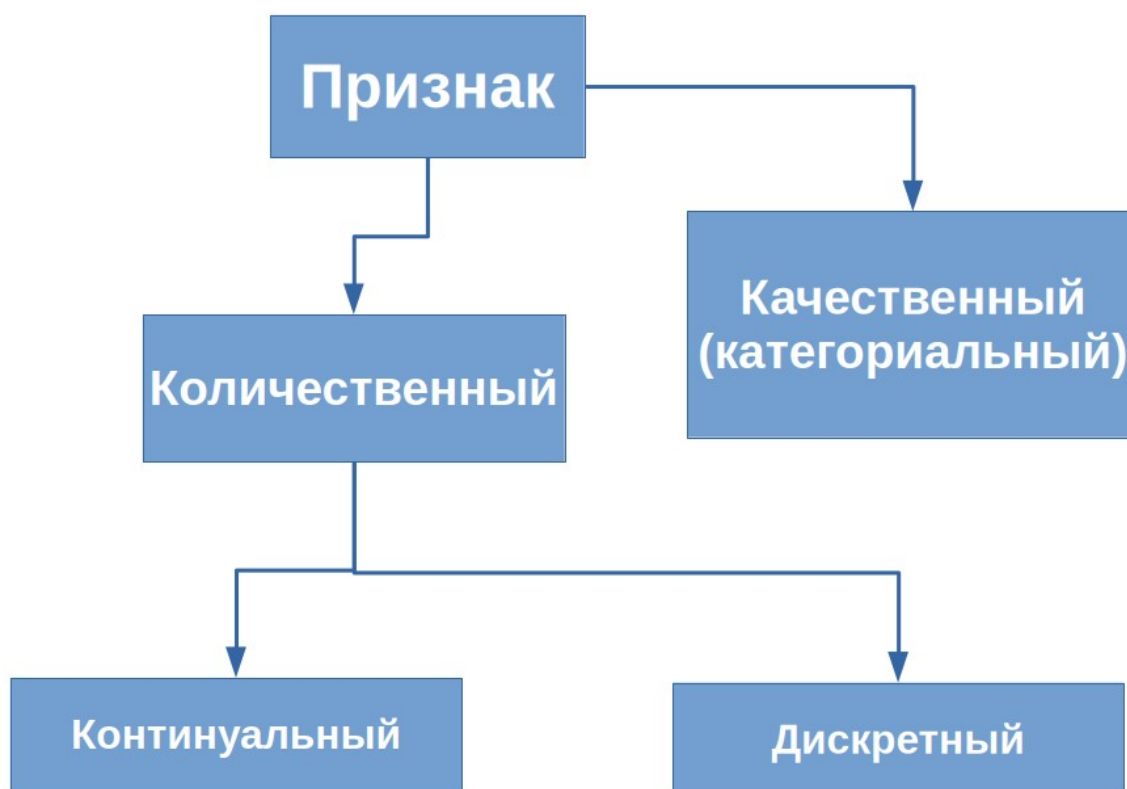 Признак
Качественный
(категориальный)
Количественный
Континуальный
Дискретный